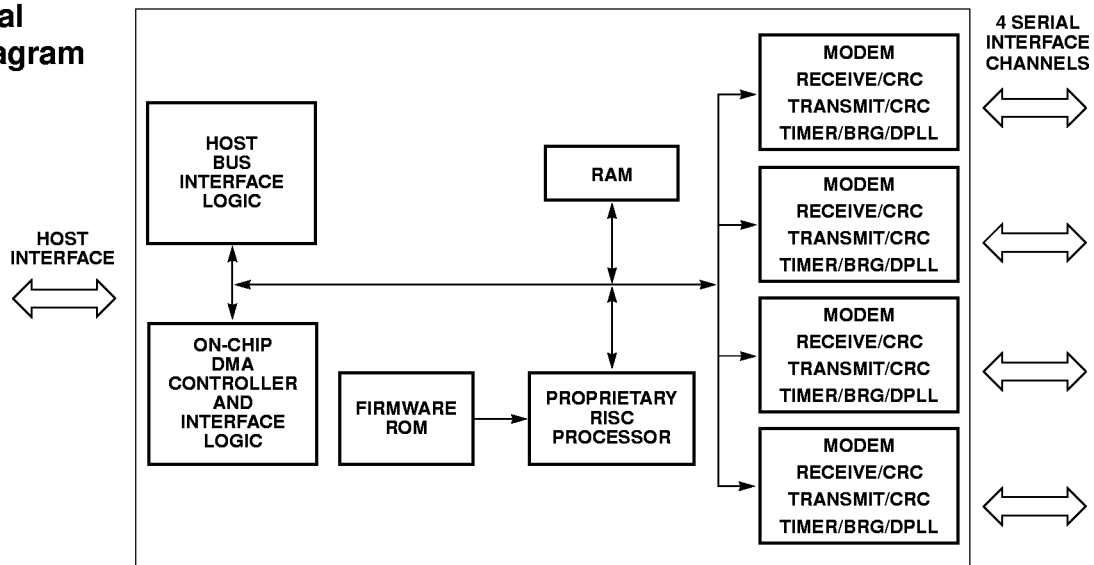 al
agram
4 SERIAL
INTERFACE
CHANNELS
HOST
INTERFACE
HOST
BUS
INTERFACE
LOGIC
ON-CHIP
DMA
CONTROLLER
AND
INTERFACE
LOGIC
FIRMWARE
ROM
RAM
PROPRIETARY
RISC
PROCESSOR
MODEM
RECEIVE/CRC
TRANSMIT/CRC
TIMER/BRG/DPLL
MODEM
RECEIVE/CRC
TRANSMIT/CRC
TIMER/BRG/DPLL
MODEM
RECEIVE/CRC
TRANSMIT/CRC
TIMER/BRG/DPLL
MODEM
RECEIVE/CRC
TRANSMIT/CRC
TIMER/BRG/DPLL